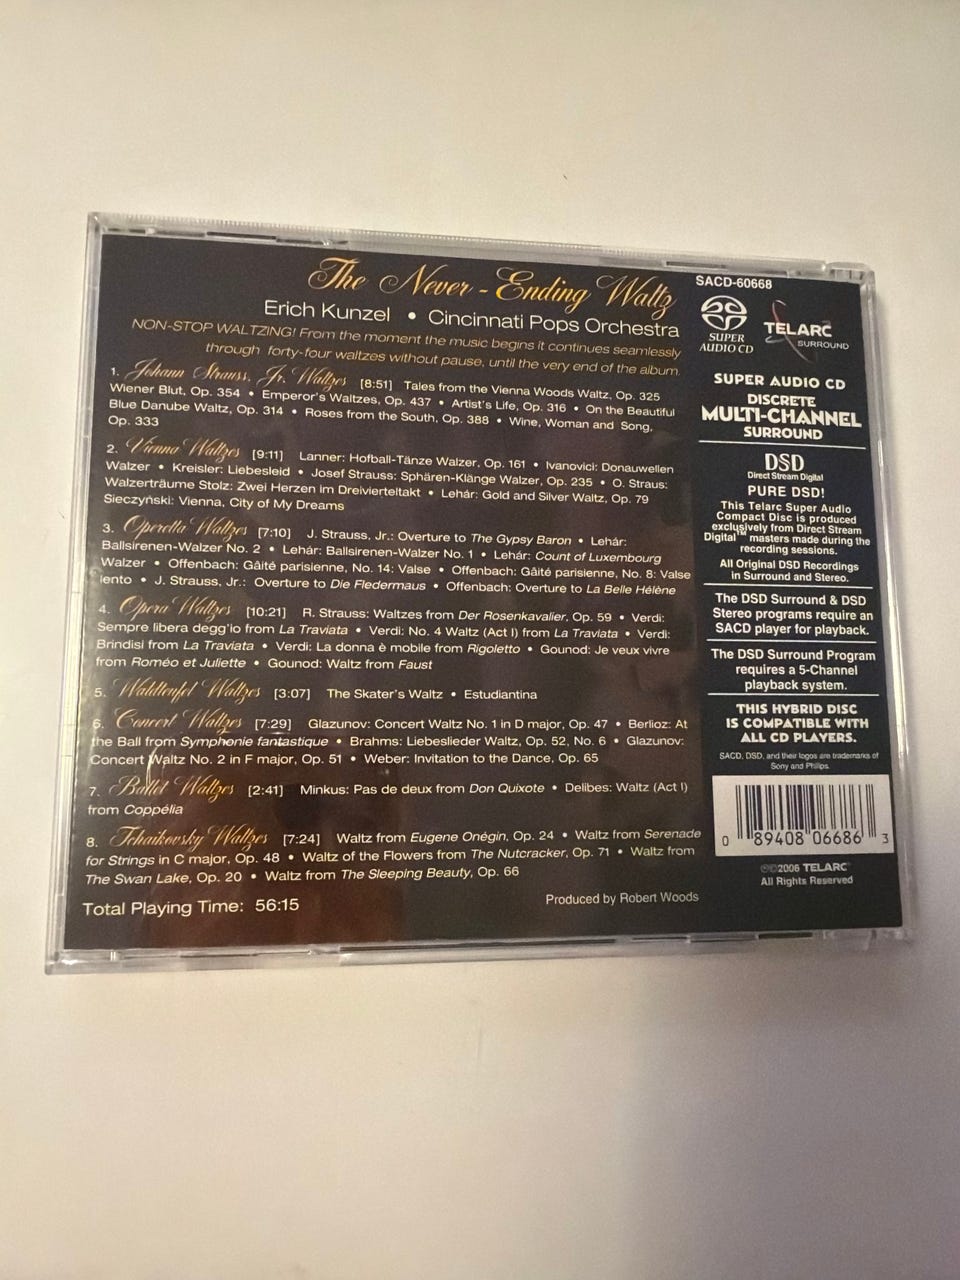 The Never-Ending Waltz
Erich Kunzel • Cincinnati Pops Orchestra
NON-STOP WALTZING! From the moment the music begins it continues seamlessly
through forty-four waltzes without pause, until the very end of the album.
1. Johann Strauss, Jr. Waltzes [8:51] Tales from the Vienna Woods Waltz, Op. 325
Wiener Blut, Op. 354 • Emperor's Waltzes, Op. 437 • Artist's Life, Op. 316 • On the Beautiful
Blue Danube Waltz, Op. 314 • Roses from the South, Op. 388 • Wine, Woman and Song,
Op. 333
2. Vienna Waltzes [9:11] Lanner: Hofball-Tänze Walzer, Op. 161 • Ivanovici: Donauwellen
Walzer • Kreisler: Liebesleid • Josef Strauss: Sphären-Klänge Walzer, Op. 235 • O. Straus:
Walzerträume Stolz: Zwei Herzen im Dreivierteltakt • Lehár: Gold and Silver Waltz, Op. 79
Sieczyński: Vienna, City of My Dreams
3. Operetta Waltzes [7:10] J. Strauss, Jr.: Overture to The Gypsy Baron • Lehár:
Ballsirenen-Walzer No. 2 • Lehár: Ballsirenen-Walzer No. 1 • Lehár: Count of Luxembourg
Walzer • Offenbach: Gâité parisienne, No. 14: Valse • Offenbach: Gâité parisienne, No. 8: Valse
lento • J. Strauss, Jr.: Overture to Die Fledermaus • Offenbach: Overture to La Belle Hélène
4. Opera Waltzes [10:21] R. Strauss: Waltzes from Der Rosenkavalier, Op. 59 • Verdi:
Sempre libera degg'io from La Traviata • Verdi: No. 4 Waltz (Act I) from La Traviata • Verdi:
Brindisi from La Traviata • Verdi: La donna è mobile from Rigoletto • Gounod: Je veux vivre
from Roméo et Juliette • Gounod: Waltz from Faust
5. Waldteufel Waltzes [3:07] The Skater's Waltz • Estudiantina
6. Concert Waltzes [7:29] Glazunov: Concert Waltz No. 1 in D major, Op. 47 • Berlioz: At
the Ball from Symphonie fantastique • Brahms: Liebeslieder Waltz, Op. 52, No. 6 • Glazunov:
Concert Waltz No. 2 in F major, Op. 51 • Weber: Invitation to the Dance, Op. 65
7. Ballet Waltzes [2:41] Minkus: Pas de deux from Don Quixote • Delibes: Waltz (Act I)
from Coppélia
8. Tchaikovsky Waltzes [7:24] Waltz from Eugene Onégin, Op. 24 • Waltz from Serenade
for Strings in C major, Op. 48 • Waltz of the Flowers from The Nutcracker, Op. 71 • Waltz from
The Swan Lake, Op. 20 • Waltz from The Sleeping Beauty, Op. 66
Total Playing Time: 56:15
Produced by Robert Woods
SACD-60668
SUPER
AUDIO CD
TELARC
SURROUND
SUPER AUDIO CD
DISCRETE
MULTI-CHANNEL
SURROUND
DSD
Direct Stream Digital
PURE DSD!
This Telarc Super Audio
Compact Disc is produced
exclusively from Direct Stream
Digital™ masters made during the
recording sessions.
All Original DSD Recordings
in Surround and Stereo.
The DSD Surround & DSD
Stereo programs require an
SACD player for playback.
The DSD Surround Program
requires a 5-Channel
playback system.
THIS HYBRID DISC
IS COMPATIBLE WITH
ALL CD PLAYERS.
SACD, DSD, and their logos are trademarks of
Sony and Philips.
0 89408 06686 3
℗©2006 TELARC®
All Rights Reserved